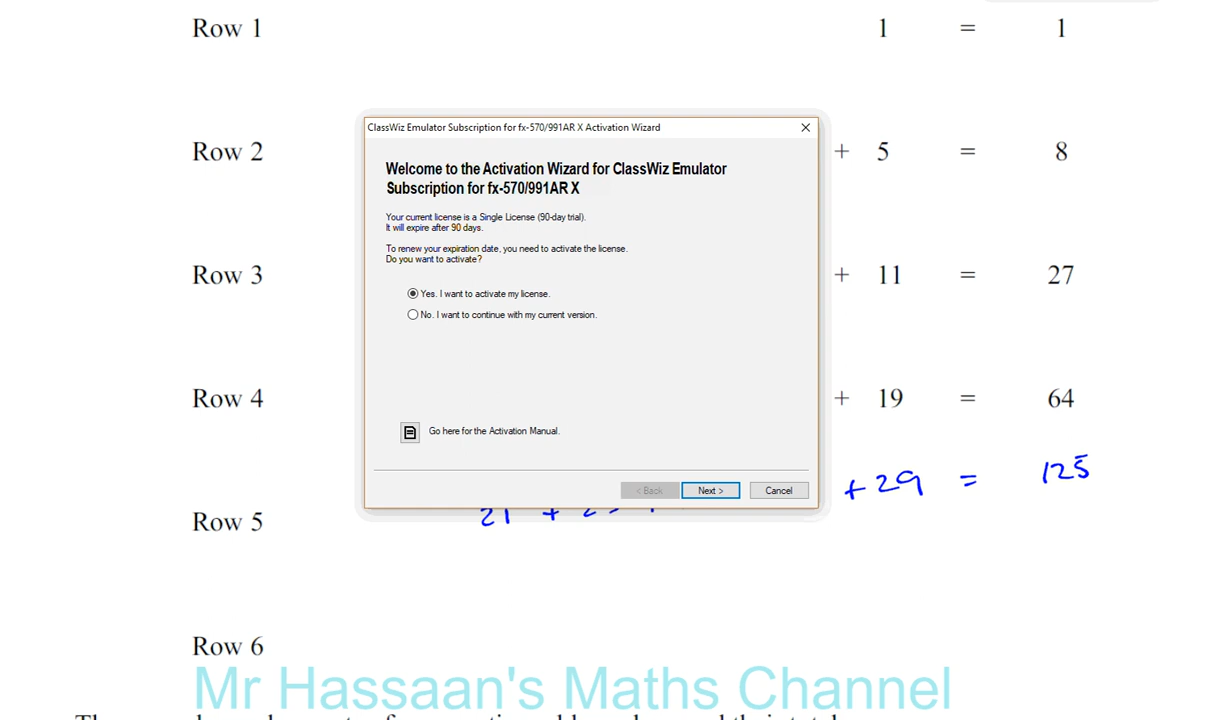 Row 1 1 = 1
ClassWiz Emulator Subscription for fx-570/991AR X Activation Wizard
Row 2 + 5 = 8
Welcome to the Activation Wizard for ClassWiz Emulator
Subscription for fx-570/991AR X
Your current license is a Single License (90-day trial).
It will expire after 90 days.
To renew your expiration date, you need to activate the license.
Do you want to activate?
Row 3 + 11 = 27
Yes. I want to activate my license.
No. I want to continue with my current version.
Row 4 + 19 = 64
Go here for the Activation Manual.
< Back Next > Cancel
+ 29 = 125
Row 5 21 +
Row 6
Mr Hassaan's Maths Channel